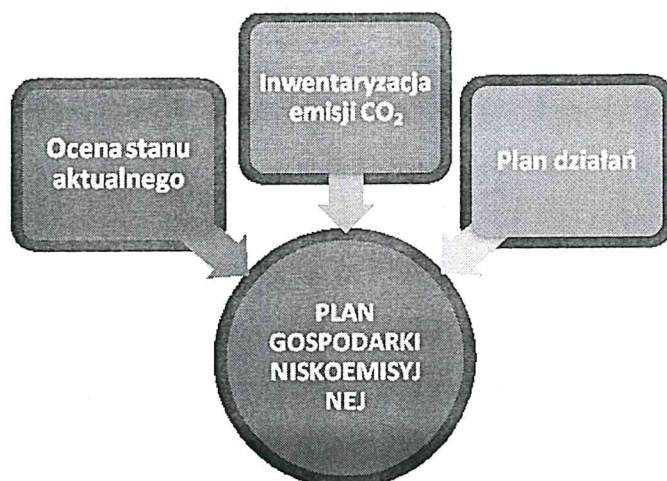 Inwentaryzacja
emisji CO₂
Ocena stanu
aktualnego
Plan działań
PLAN
GOSPODARKI
NISKOEMISYJ
NEJ